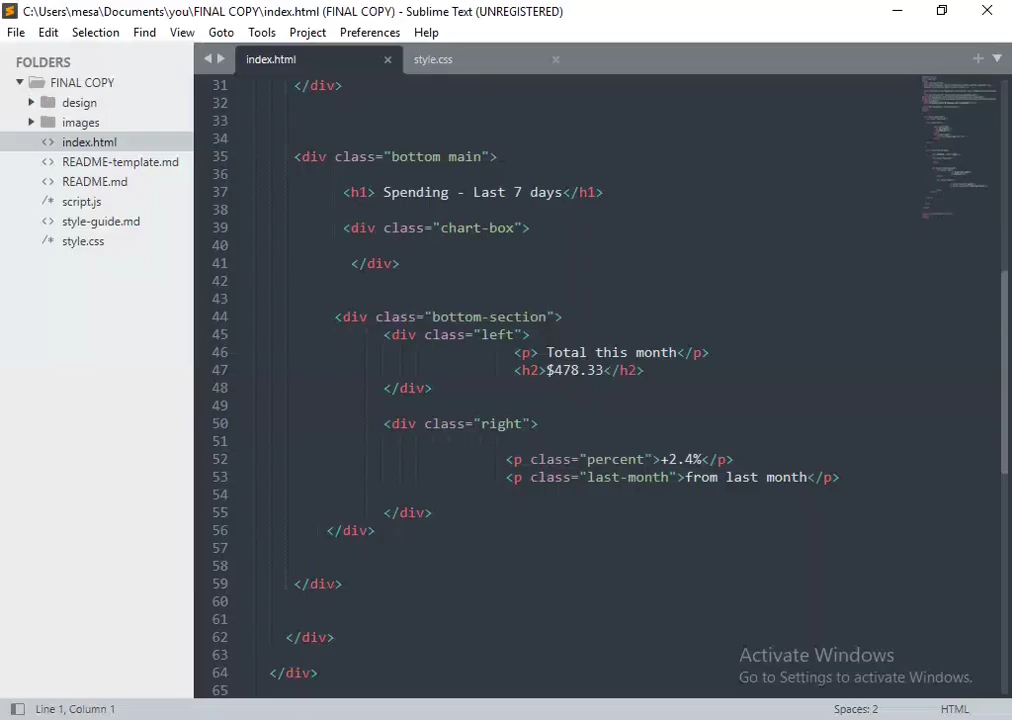 C:\Users\mesa\Documents\you\FINAL COPY\index.html (FINAL COPY) - Sublime Text (UNREGISTERED)
File Edit Selection Find View Goto Tools Project Preferences Help
FOLDERS
FINAL COPY
design
images
<> index.html
<> README-template.md
<> README.md
/* script.js
<> style-guide.md
/* style.css
index.html × style.css × +
31 </div>
32
33
34
35 <div class="bottom main">
36
37 <h1> Spending - Last 7 days</h1>
38
39 <div class="chart-box">
40
41 </div>
42
43
44 <div class="bottom-section">
45 <div class="left">
46 <p> Total this month</p>
47 <h2>$478.33</h2>
48 </div>
49
50 <div class="right">
51
52 <p class="percent">+2.4%</p>
53 <p class="last-month">from last month</p>
54
55 </div>
56 </div>
57
58
59 </div>
60
61
62 </div>
63
64 </div>
65
Activate Windows
Go to Settings to activate Windows.
Line 1, Column 1 Spaces: 2 HTML